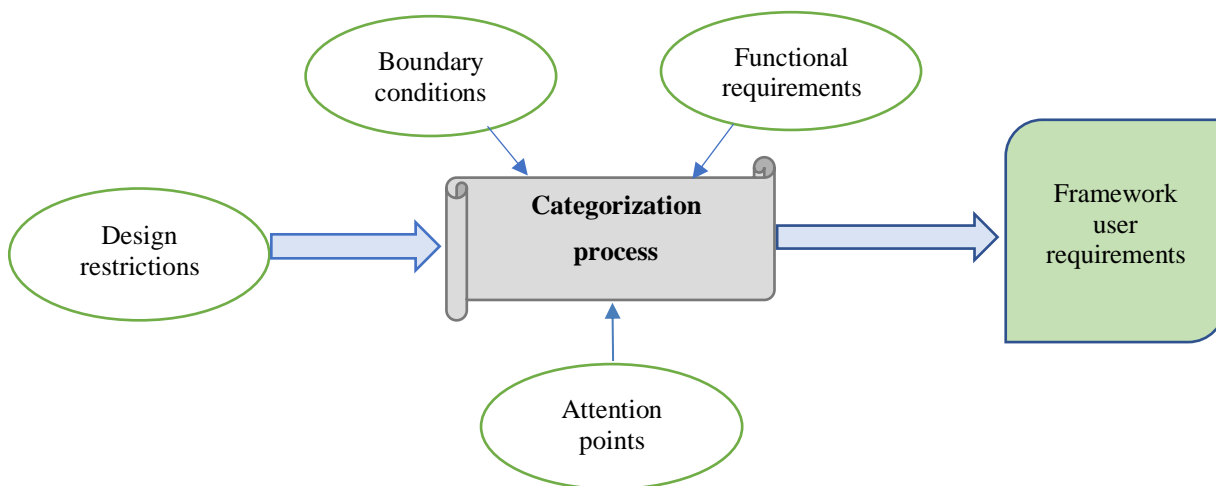 Boundary
conditions
Functional
requirements
Design
restrictions
Categorization
process
Framework
user
requirements
Attention
points